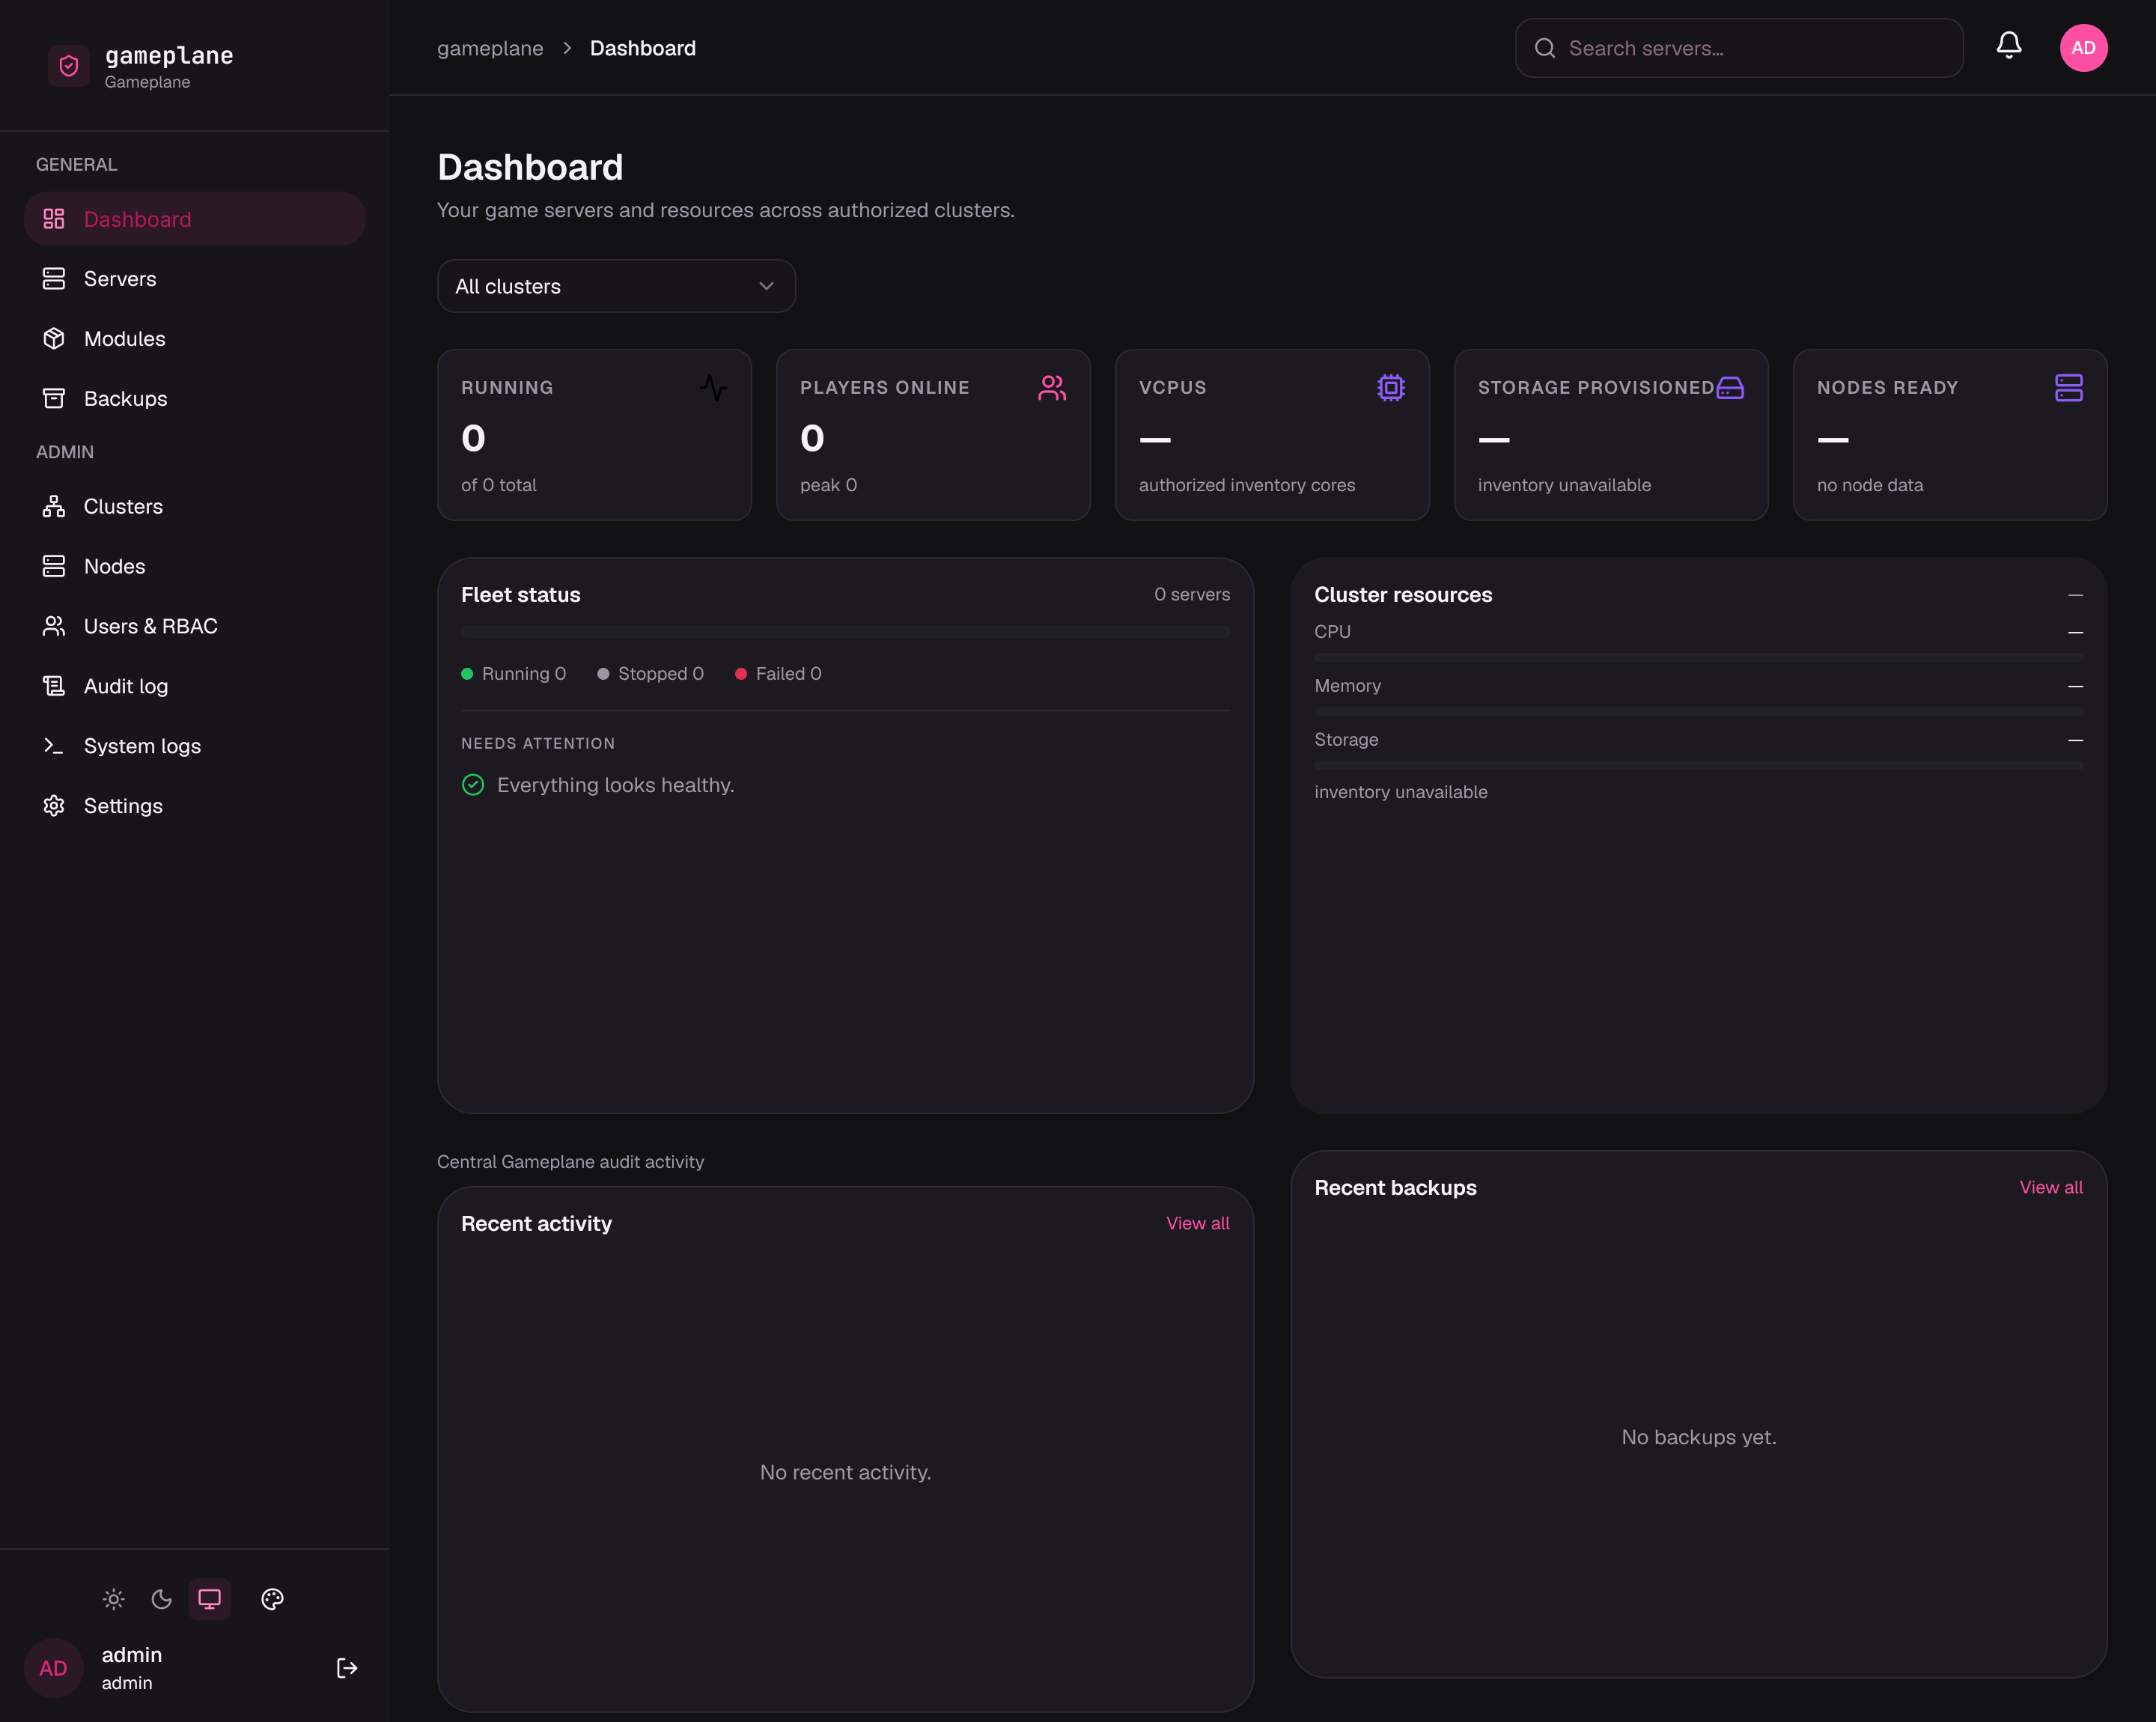 gameplane
Gameplane
GENERAL
Dashboard
Servers
Modules
Backups
ADMIN
Clusters
Nodes
Users & RBAC
Audit log
System logs
Settings
AD
admin
admin
gameplane > Dashboard
Search servers...
AD
Dashboard
Your game servers and resources across authorized clusters.
All clusters
RUNNING
0
of 0 total
PLAYERS ONLINE
0
peak 0
VCPUS
—
authorized inventory cores
STORAGE PROVISIONED
—
inventory unavailable
NODES READY
—
no node data
Fleet status
0 servers
Running 0
Stopped 0
Failed 0
NEEDS ATTENTION
Everything looks healthy.
Cluster resources
—
CPU
—
Memory
—
Storage
—
inventory unavailable
Central Gameplane audit activity
Recent activity
View all
No recent activity.
Recent backups
View all
No backups yet.